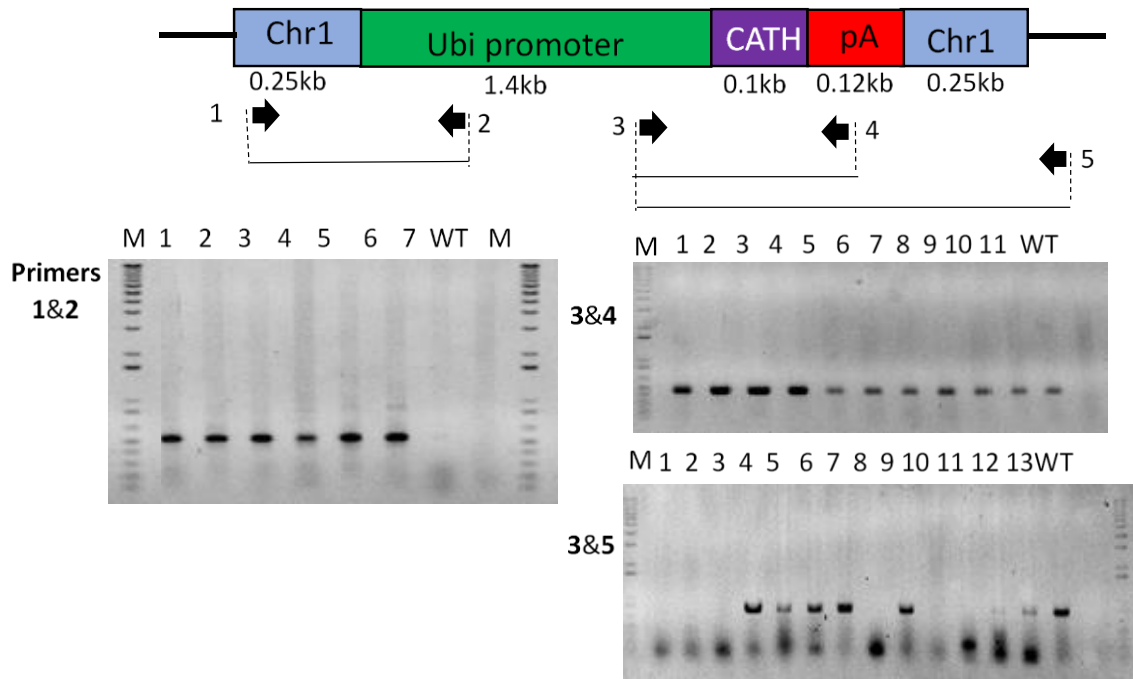 Chr1 Ubi promoter CATH pA Chr1
0.25kb 1.4kb 0.1kb 0.12kb 0.25kb
1 2 3 4
5
M 1 2 3 4 5 6 7 WT M
Primers
1&2
M 1 2 3 4 5 6 7 8 9 10 11 WT
3&4
M 1 2 3 4 5 6 7 8 9 10 11 12 13WT
3&5